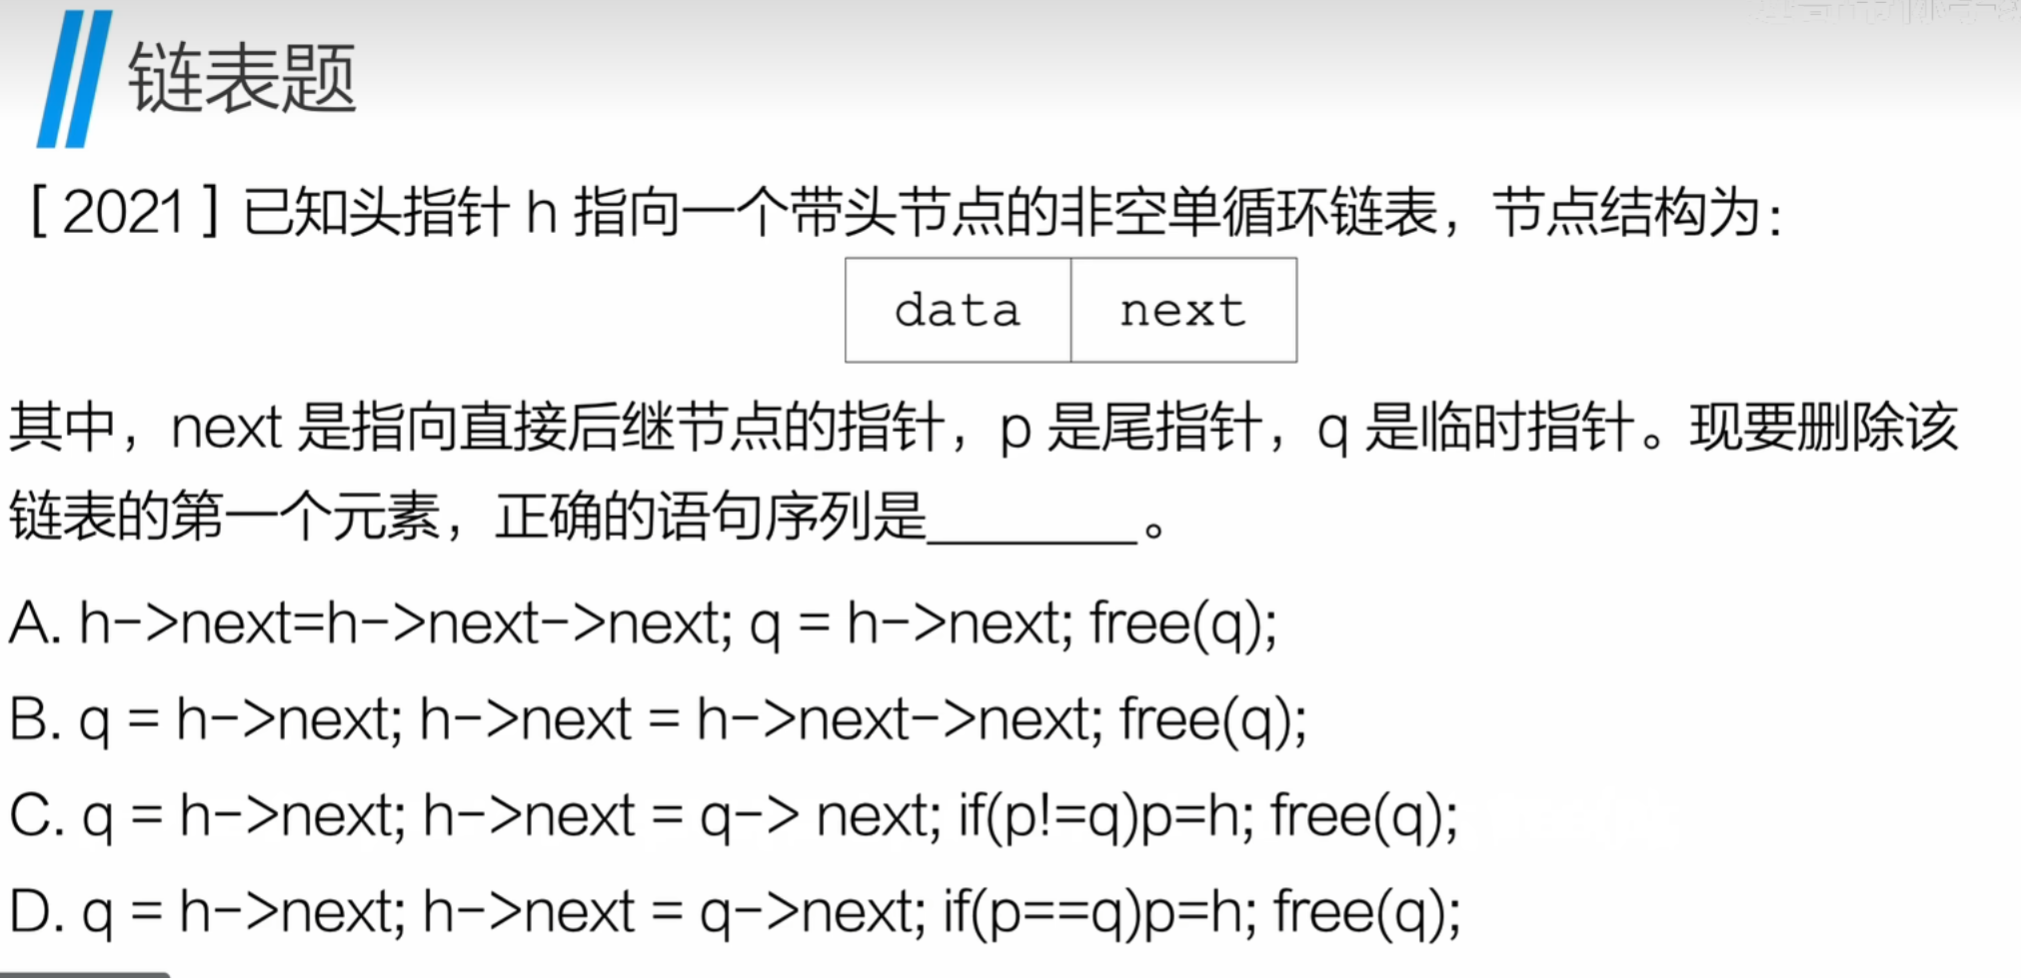 链表题
[ 2021 ] 已知头指针 h 指向一个带头节点的非空单循环链表，节点结构为：
data next
其中，next 是指向直接后继节点的指针，p 是尾指针，q 是临时指针。现要删除该
链表的第一个元素，正确的语句序列是________。
A. h->next=h->next->next; q = h->next; free(q);
B. q = h->next; h->next = h->next->next; free(q);
C. q = h->next; h->next = q-> next; if(p!=q)p=h; free(q);
D. q = h->next; h->next = q->next; if(p==q)p=h; free(q);